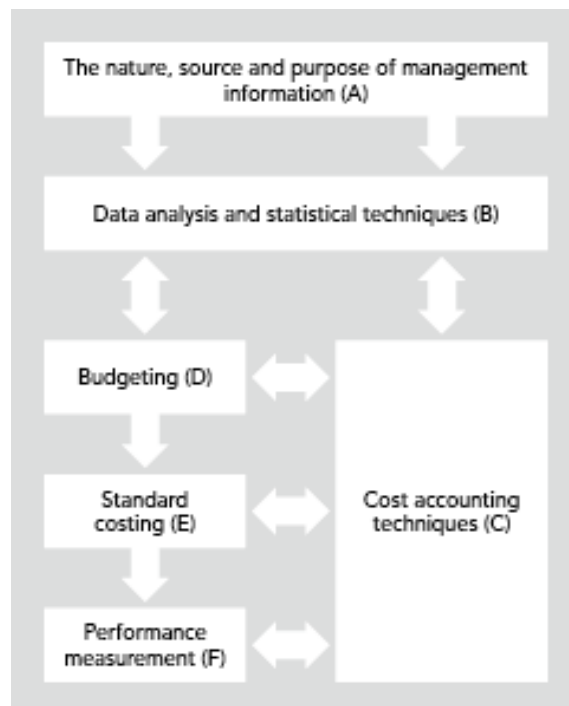 The nature, source and purpose of management
information (A)
Data analysis and statistical techniques (B)
Budgeting (D)
Standard
costing (E)
Cost accounting
techniques (C)
Performance
measurement (F)